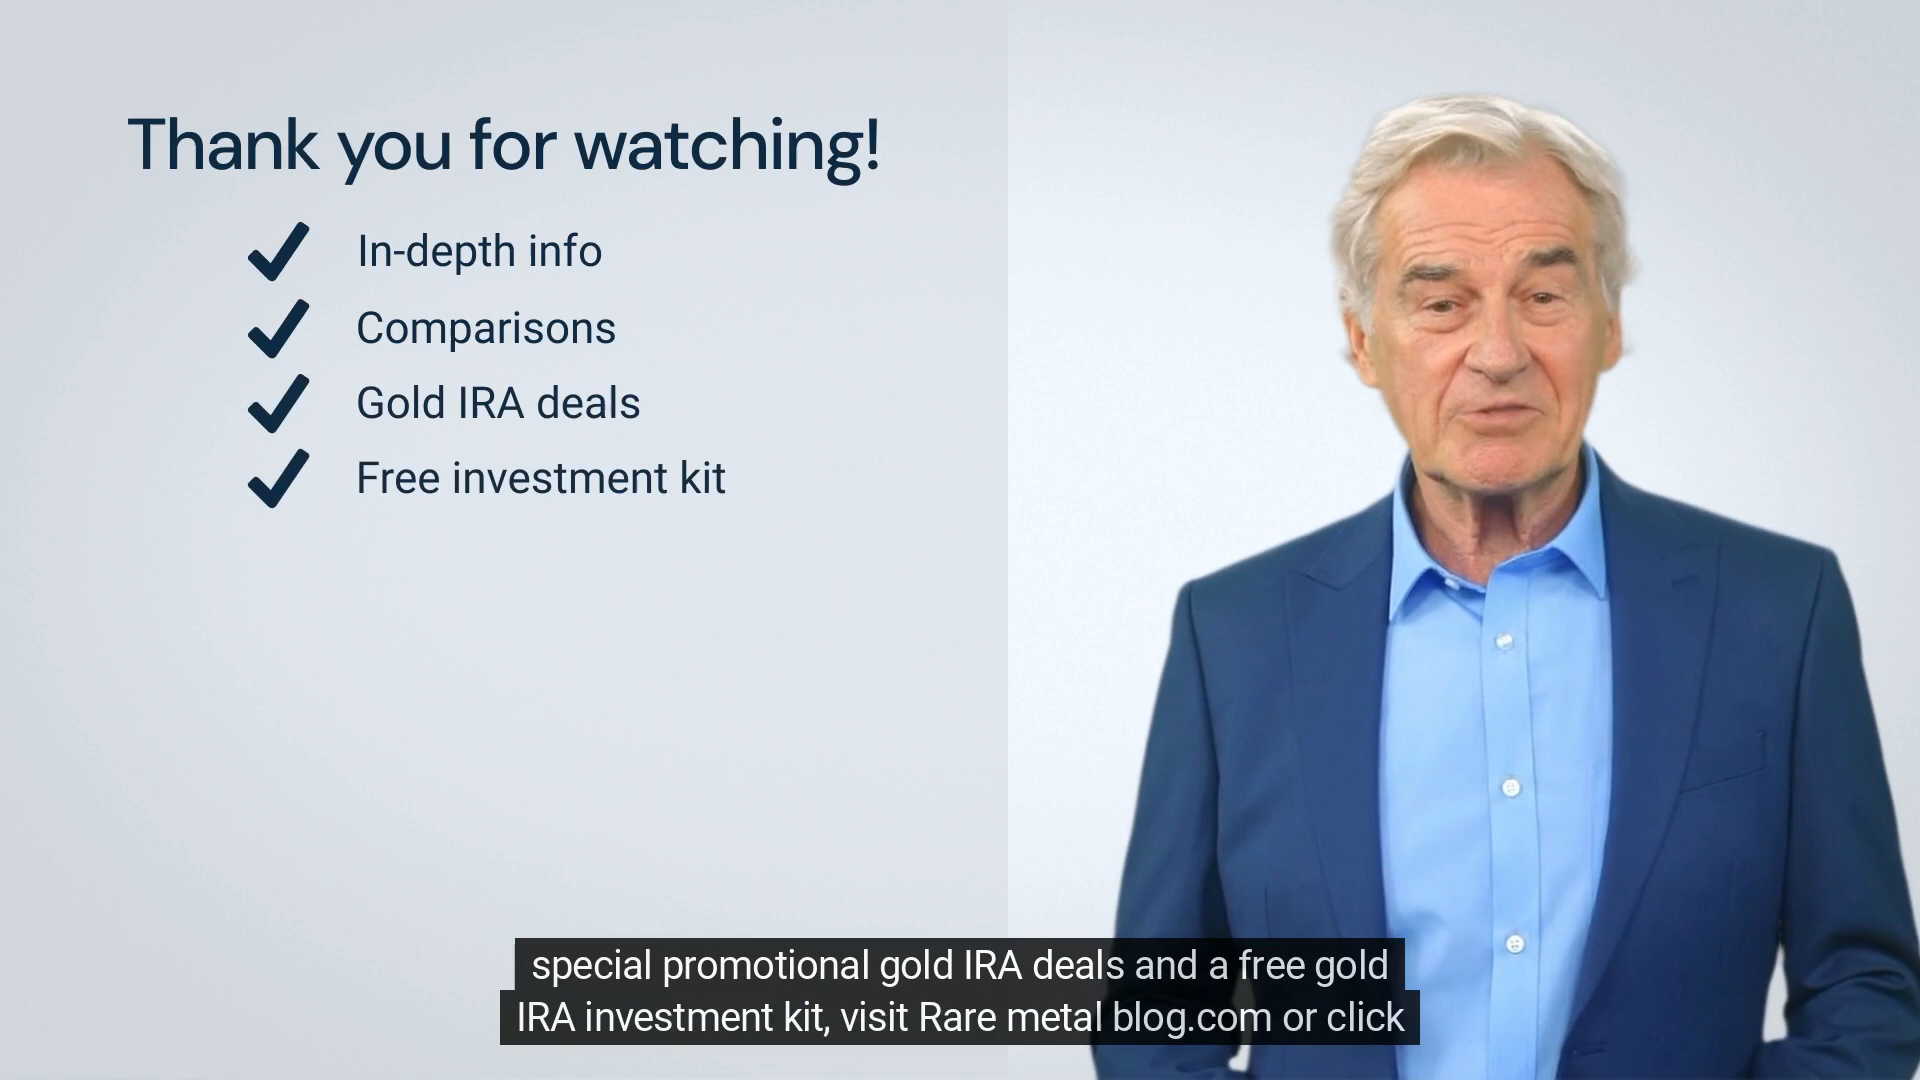 Thank you for watching!
In-depth info
Comparisons
Gold IRA deals
Free investment kit
special promotional gold IRA deals and a free gold
IRA investment kit, visit Rare metal blog.com or click